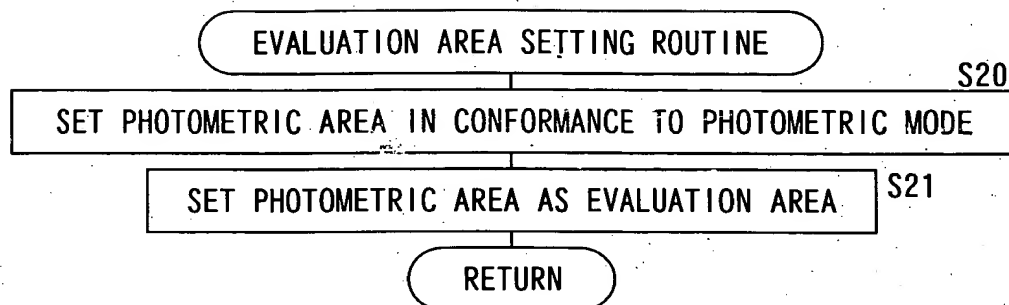 EVALUATION AREA SETTING ROUTINE
S20
SET PHOTOMETRIC AREA IN CONFORMANCE TO PHOTOMETRIC MODE
SET PHOTOMETRIC AREA AS EVALUATION AREA
S21
RETURN